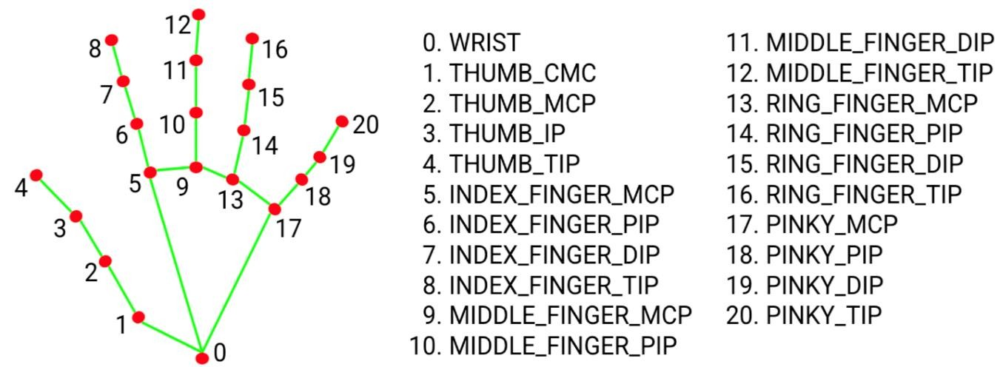 12
8
16
11
7
15
10
6
20
14
4
19
5
9
13
18
3
17
2
1
0
0. WRIST
1. THUMB_CMC
2. THUMB_MCP
3. THUMB_IP
4. THUMB_TIP
5. INDEX_FINGER_MCP
6. INDEX_FINGER_PIP
7. INDEX_FINGER_DIP
8. INDEX_FINGER_TIP
9. MIDDLE_FINGER_MCP
10. MIDDLE_FINGER_PIP
11. MIDDLE_FINGER_DIP
12. MIDDLE_FINGER_TIP
13. RING_FINGER_MCP
14. RING_FINGER_PIP
15. RING_FINGER_DIP
16. RING_FINGER_TIP
17. PINKY_MCP
18. PINKY_PIP
19. PINKY_DIP
20. PINKY_TIP